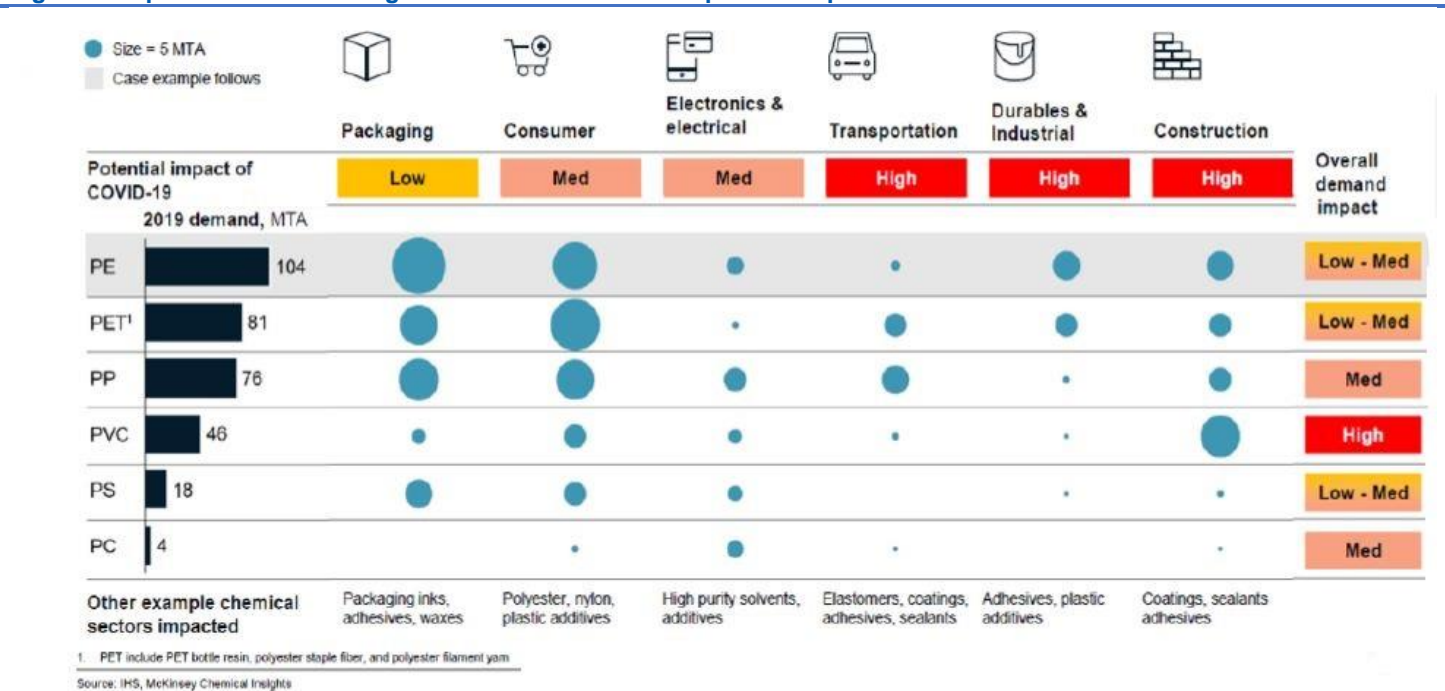 Size = 5 MTA
Case example follows
Packaging
Consumer
Electronics &
electrical
Transportation
Durables &
Industrial
Construction
Potential impact of
COVID-19
Low
Med
Med
High
High
High
Overall
demand
impact
2019 demand, MTA
PE
104
Low - Med
PET¹
81
Low - Med
PP
76
Med
PVC
46
High
PS
18
Low - Med
PC
4
Med
Other example chemical
sectors impacted
Packaging inks,
adhesives, waxes
Polyester, nylon,
plastic additives
High purity solvents,
additives
Elastomers, coatings,
adhesives, sealants
Adhesives, plastic
additives
Coatings, sealants
adhesives
1. PET include PET bottle resin, polyester staple fiber, and polyester filament yarn
Source: IHS, McKinsey Chemical Insights